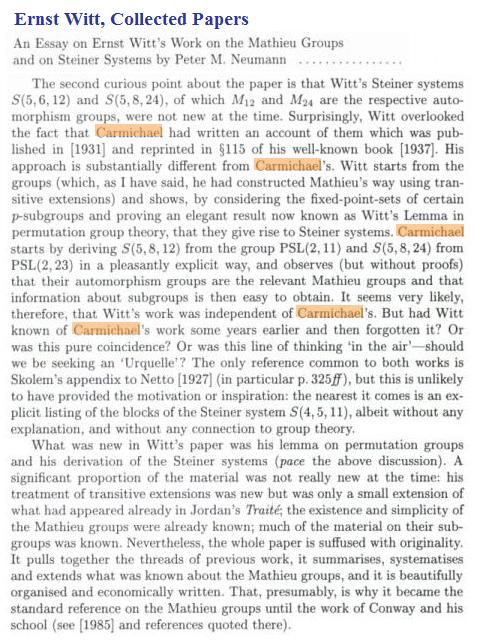 Ernst Witt, Collected Papers
An Essay on Ernst Witt's Work on the Mathieu Groups
and on Steiner Systems by Peter M. Neumann ................
The second curious point about the paper is that Witt's Steiner systems
S(5,6,12) and S(5,8,24), of which M₁₂ and M₂₄ are the respective auto-
morphism groups, were not new at the time. Surprisingly, Witt overlooked
the fact that Carmichael had written an account of them which was pub-
lished in [1931] and reprinted in §115 of his well-known book [1937]. His
approach is substantially different from Carmichael's. Witt starts from the
groups (which, as I have said, he had constructed Mathieu's way using tran-
sitive extensions) and shows, by considering the fixed-point-sets of certain
p-subgroups and proving an elegant result now known as Witt's Lemma in
permutation group theory, that they give rise to Steiner systems. Carmichael
starts by deriving S(5,8,12) from the group PSL(2,11) and S(5,8,24) from
PSL(2,23) in a pleasantly explicit way, and observes (but without proofs)
that their automorphism groups are the relevant Mathieu groups and that
information about subgroups is then easy to obtain. It seems very likely,
therefore, that Witt's work was independent of Carmichael's. But had Witt
known of Carmichael's work some years earlier and then forgotten it? Or
was this pure coincidence? Or was this line of thinking 'in the air'—should
we be seeking an 'Urquelle'? The only reference common to both works is
Skolem's appendix to Netto [1927] (in particular p. 325ff), but this is unlikely
to have provided the motivation or inspiration: the nearest it comes is an ex-
plicit listing of the blocks of the Steiner system S(4,5,11), albeit without any
explanation, and without any connection to group theory.
What was new in Witt's paper was his lemma on permutation groups
and his derivation of the Steiner systems (pace the above discussion). A
significant proportion of the material was not really new at the time: his
treatment of transitive extensions was new but was only a small extension of
what had appeared already in Jordan's Traité; the existence and simplicity of
the Mathieu groups were already known; much of the material on their sub-
groups was known. Nevertheless, the whole paper is suffused with originality.
It pulls together the threads of previous work, it summarises, systematises
and extends what was known about the Mathieu groups, and it is beautifully
organised and economically written. That, presumably, is why it became the
standard reference on the Mathieu groups until the work of Conway and his
school (see [1985] and references quoted there).